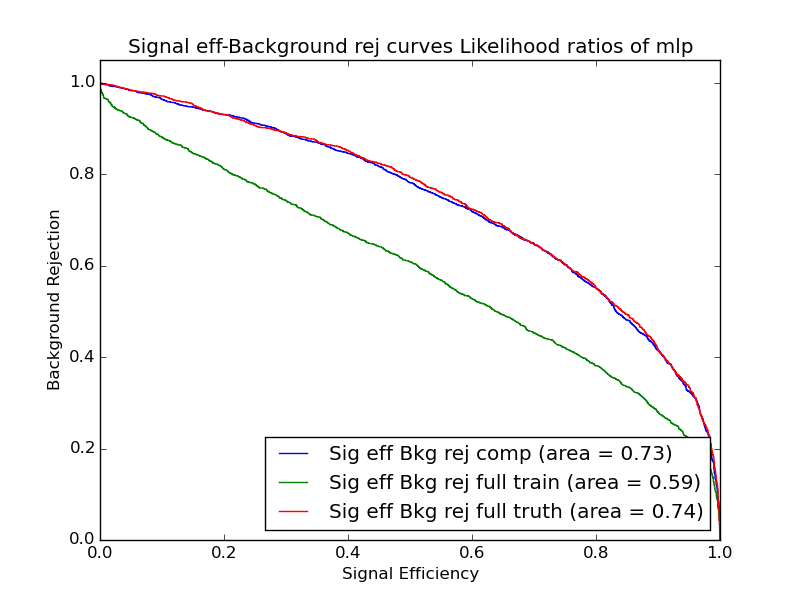 Signal eff-Background rej curves Likelihood ratios of mlp
1.0
0.8
0.6
0.4
0.2
0.0
Background Rejection
Sig eff Bkg rej comp (area = 0.73)
Sig eff Bkg rej full train (area = 0.59)
Sig eff Bkg rej full truth (area = 0.74)
0.0 0.2 0.4 0.6 0.8 1.0
Signal Efficiency